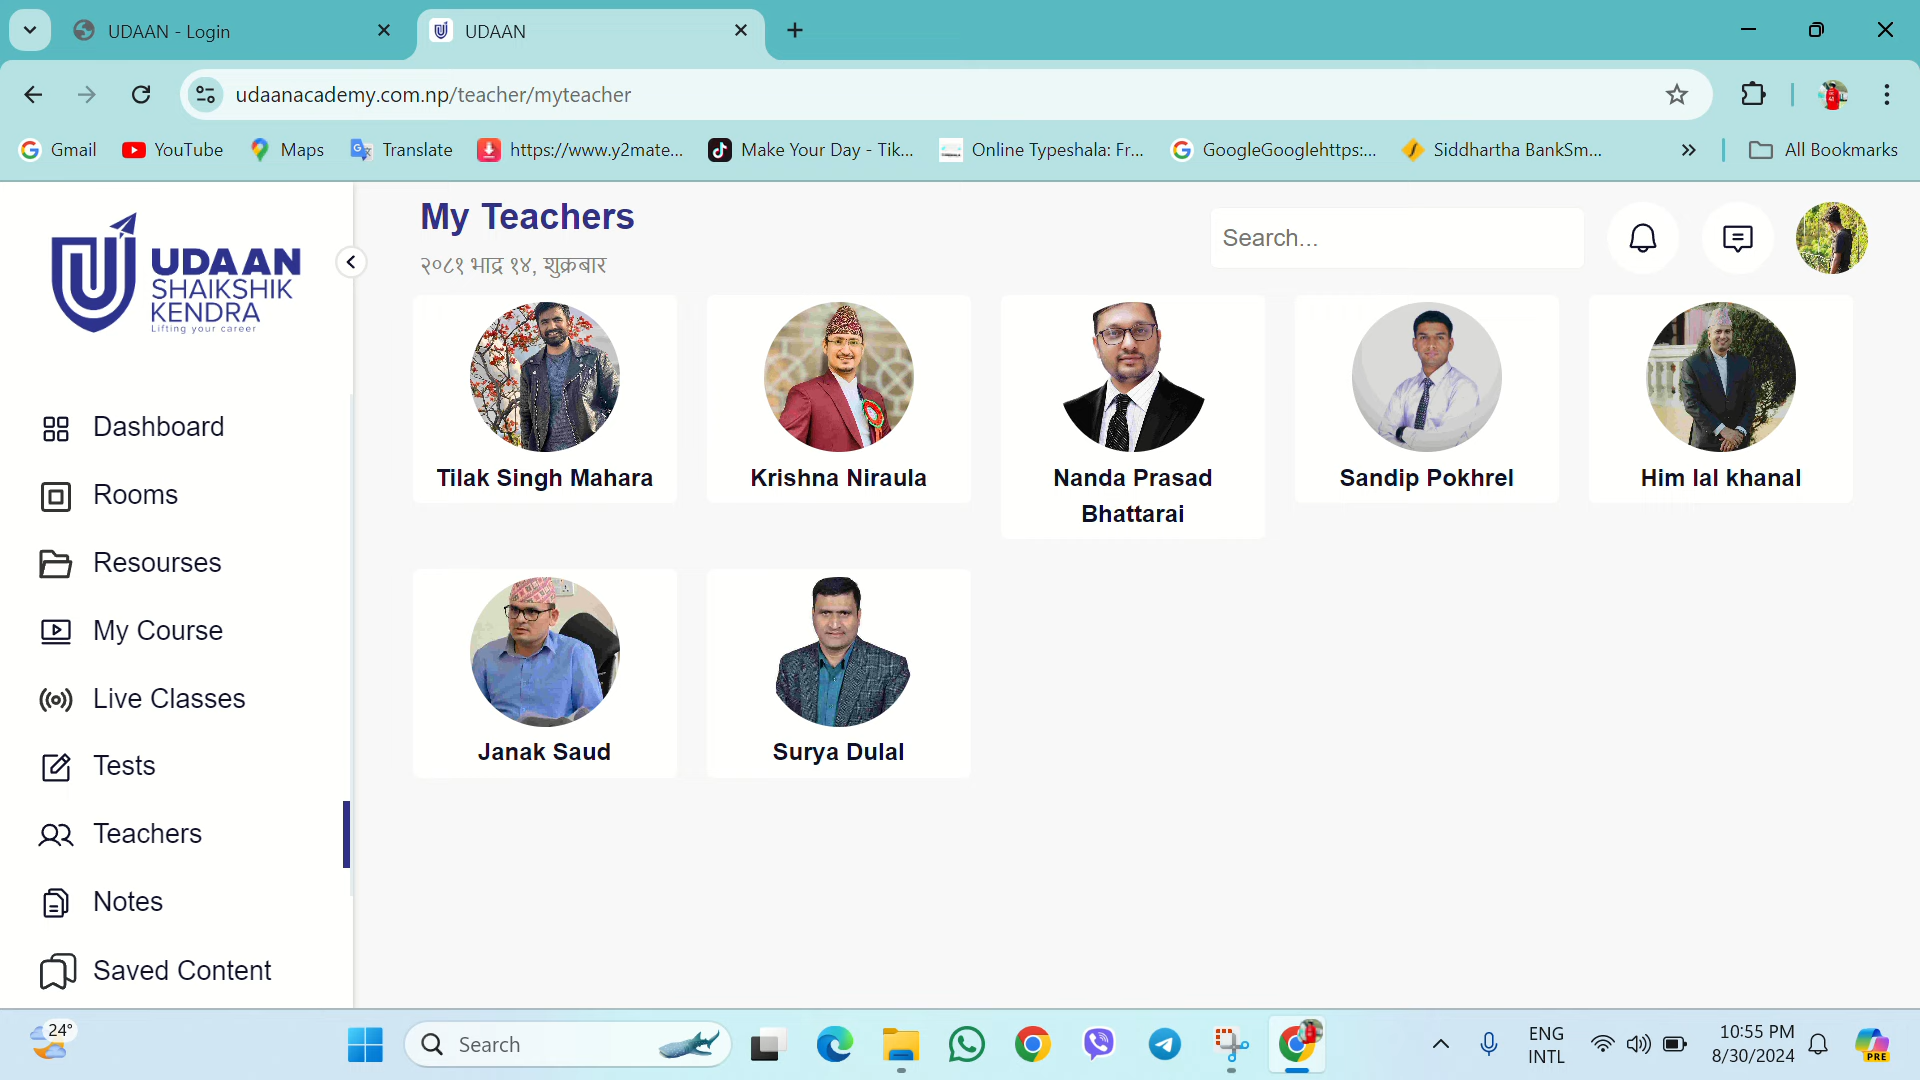 UDAAN - Login
UDAAN
udaanacademy.com.np/teacher/myteacher
Gmail
YouTube
Maps
Translate
https://www.y2mate...
Make Your Day - Tik...
Online Typeshala: Fr...
GoogleGooglehttps:...
Siddhartha BankSm...
All Bookmarks
UDAAN
SHAIKSHIK
KENDRA
Lifting your career
My Teachers
२०८१ भाद्र १४, शुक्रबार
Search...
Tilak Singh Mahara
Krishna Niraula
Nanda Prasad
Bhattarai
Sandip Pokhrel
Him lal khanal
Janak Saud
Surya Dulal
Dashboard
Rooms
Resourses
My Course
Live Classes
Tests
Teachers
Notes
Saved Content
24°
Search
ENG
INTL
10:55 PM
8/30/2024
PRE